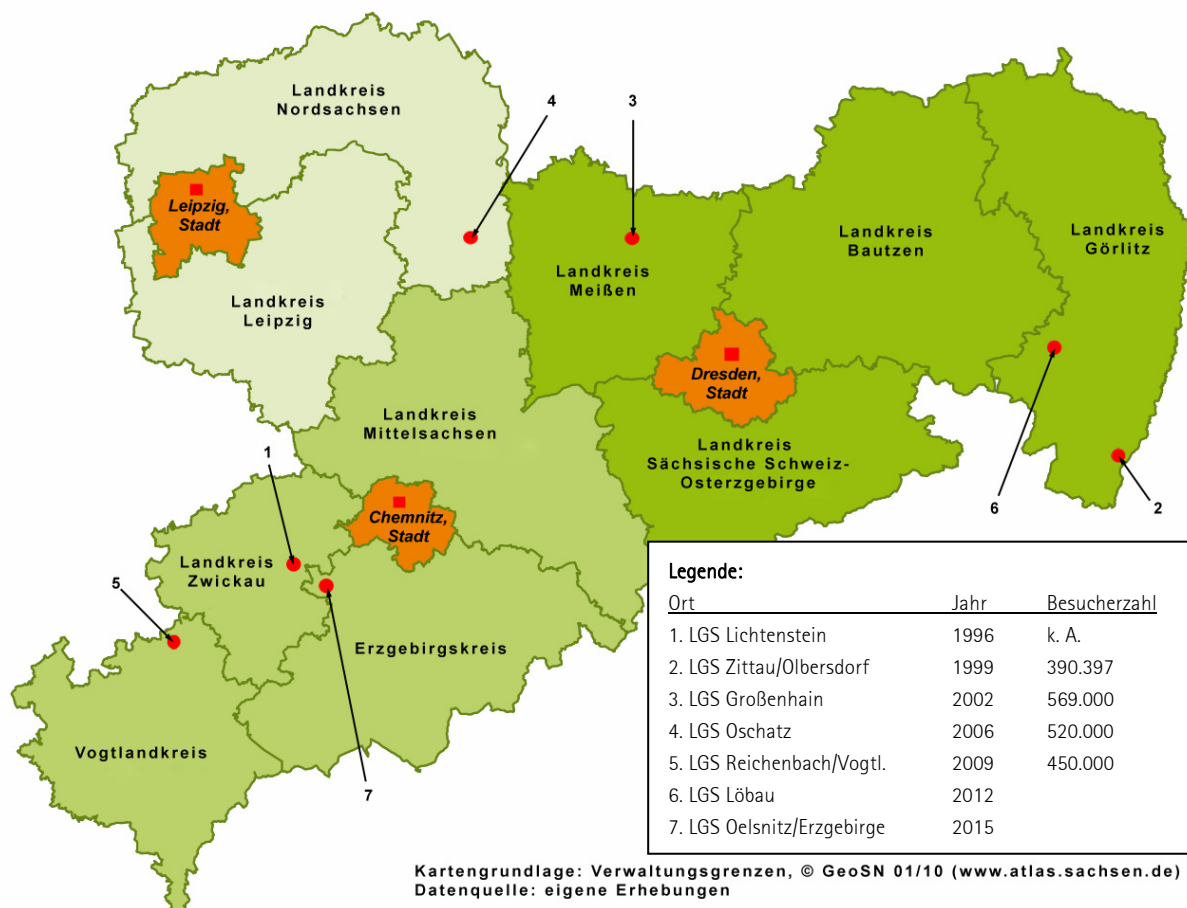 Landkreis
Nordsachsen
4
3
Leipzig,
Stadt
Landkreis
Leipzig
Landkreis
Meißen
Landkreis
Bautzen
Landkreis
Görlitz
Dresden,
Stadt
Landkreis
Mittelsachsen
Landkreis
Sächsische Schweiz-
Osterzgebirge
1
6
2
Chemnitz,
Stadt
Landkreis
Zwickau
5
Erzgebirgskreis
Vogtlandkreis
7
Legende:
Ort Jahr Besucherzahl
1. LGS Lichtenstein 1996 k. A.
2. LGS Zittau/Olbersdorf 1999 390.397
3. LGS Großenhain 2002 569.000
4. LGS Oschatz 2006 520.000
5. LGS Reichenbach/Vogtl. 2009 450.000
6. LGS Löbau 2012
7. LGS Oelsnitz/Erzgebirge 2015
Kartengrundlage: Verwaltungsgrenzen, © GeoSN 01/10 (www.atlas.sachsen.de)
Datenquelle: eigene Erhebungen